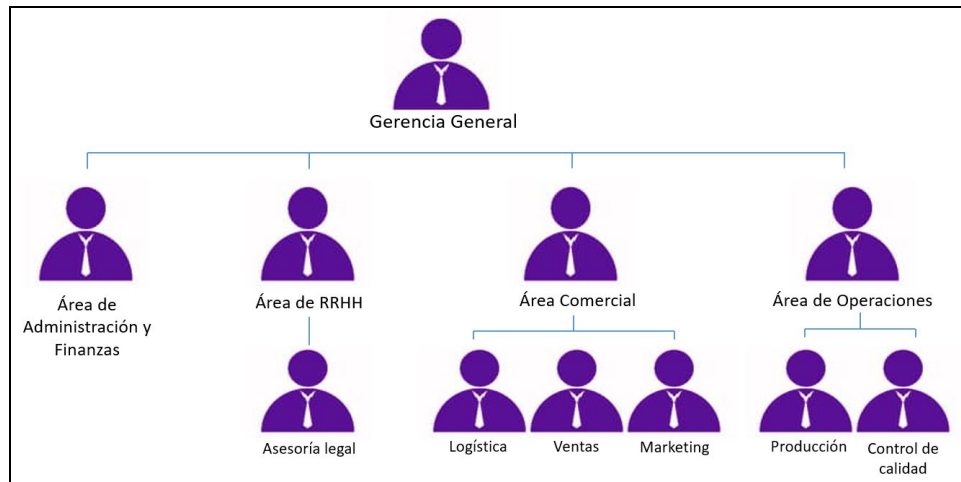 Gerencia General
Área de
Administración y
Finanzas
Área de RRHH
Área Comercial
Área de Operaciones
Asesoría legal
Logística
Ventas
Marketing
Producción
Control de
calidad